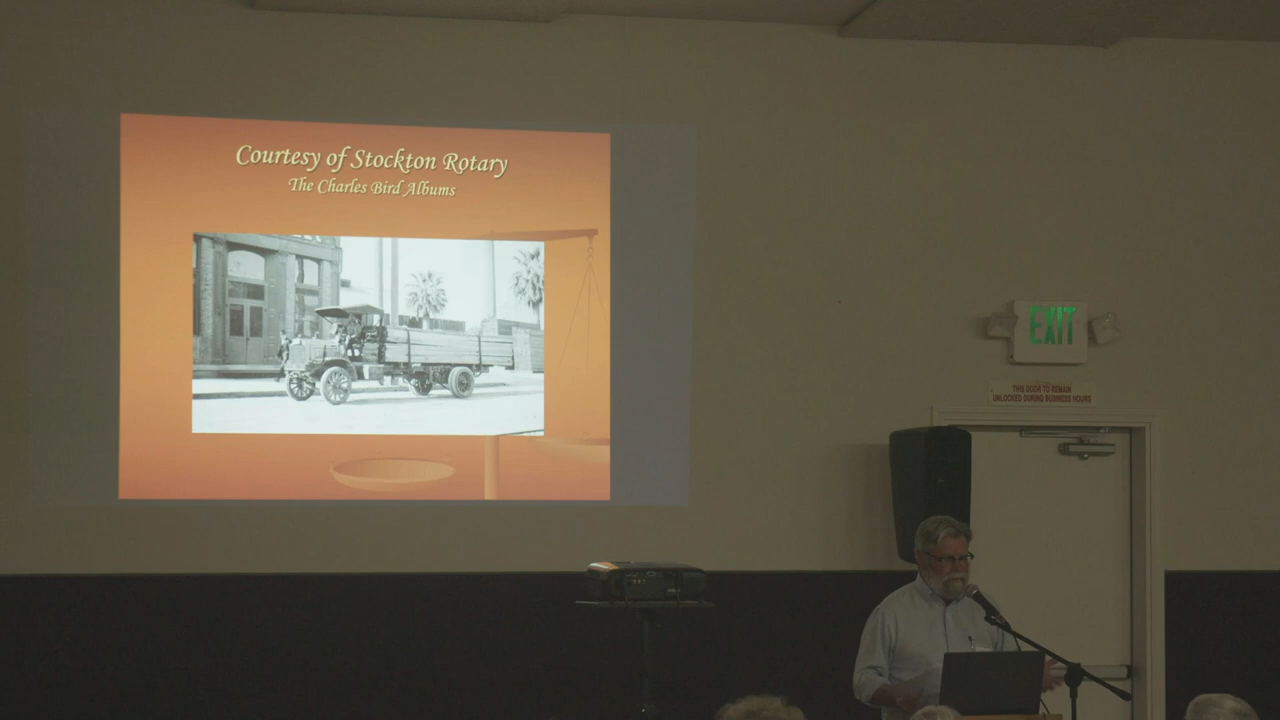 Courtesy of Stockton Rotary
The Charles Bird Albums
EXIT
THIS DOOR TO REMAIN
UNLOCKED DURING BUSINESS HOURS